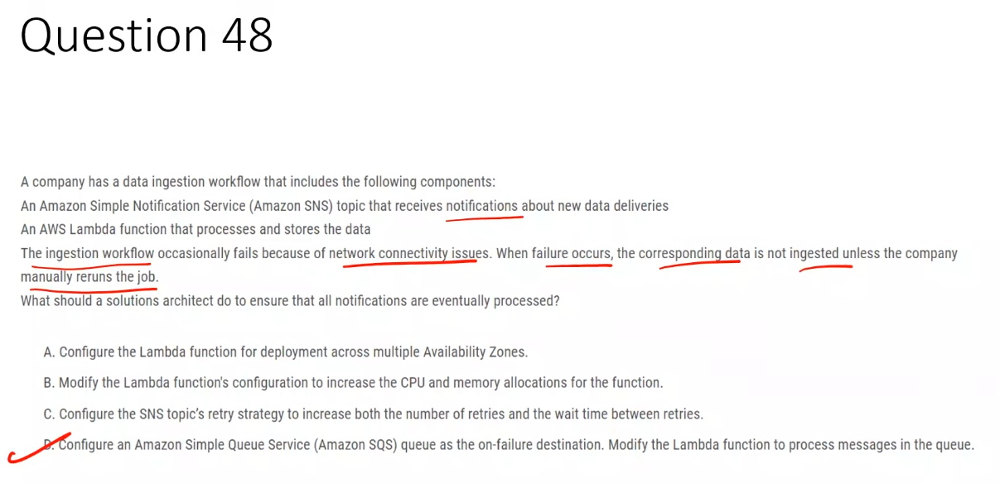 Question 48
A company has a data ingestion workflow that includes the following components:
An Amazon Simple Notification Service (Amazon SNS) topic that receives notifications about new data deliveries
An AWS Lambda function that processes and stores the data
The ingestion workflow occasionally fails because of network connectivity issues. When failure occurs, the corresponding data is not ingested unless the company
manually reruns the job.
What should a solutions architect do to ensure that all notifications are eventually processed?
A. Configure the Lambda function for deployment across multiple Availability Zones.
B. Modify the Lambda function's configuration to increase the CPU and memory allocations for the function.
C. Configure the SNS topic’s retry strategy to increase both the number of retries and the wait time between retries.
D. Configure an Amazon Simple Queue Service (Amazon SQS) queue as the on-failure destination. Modify the Lambda function to process messages in the queue.